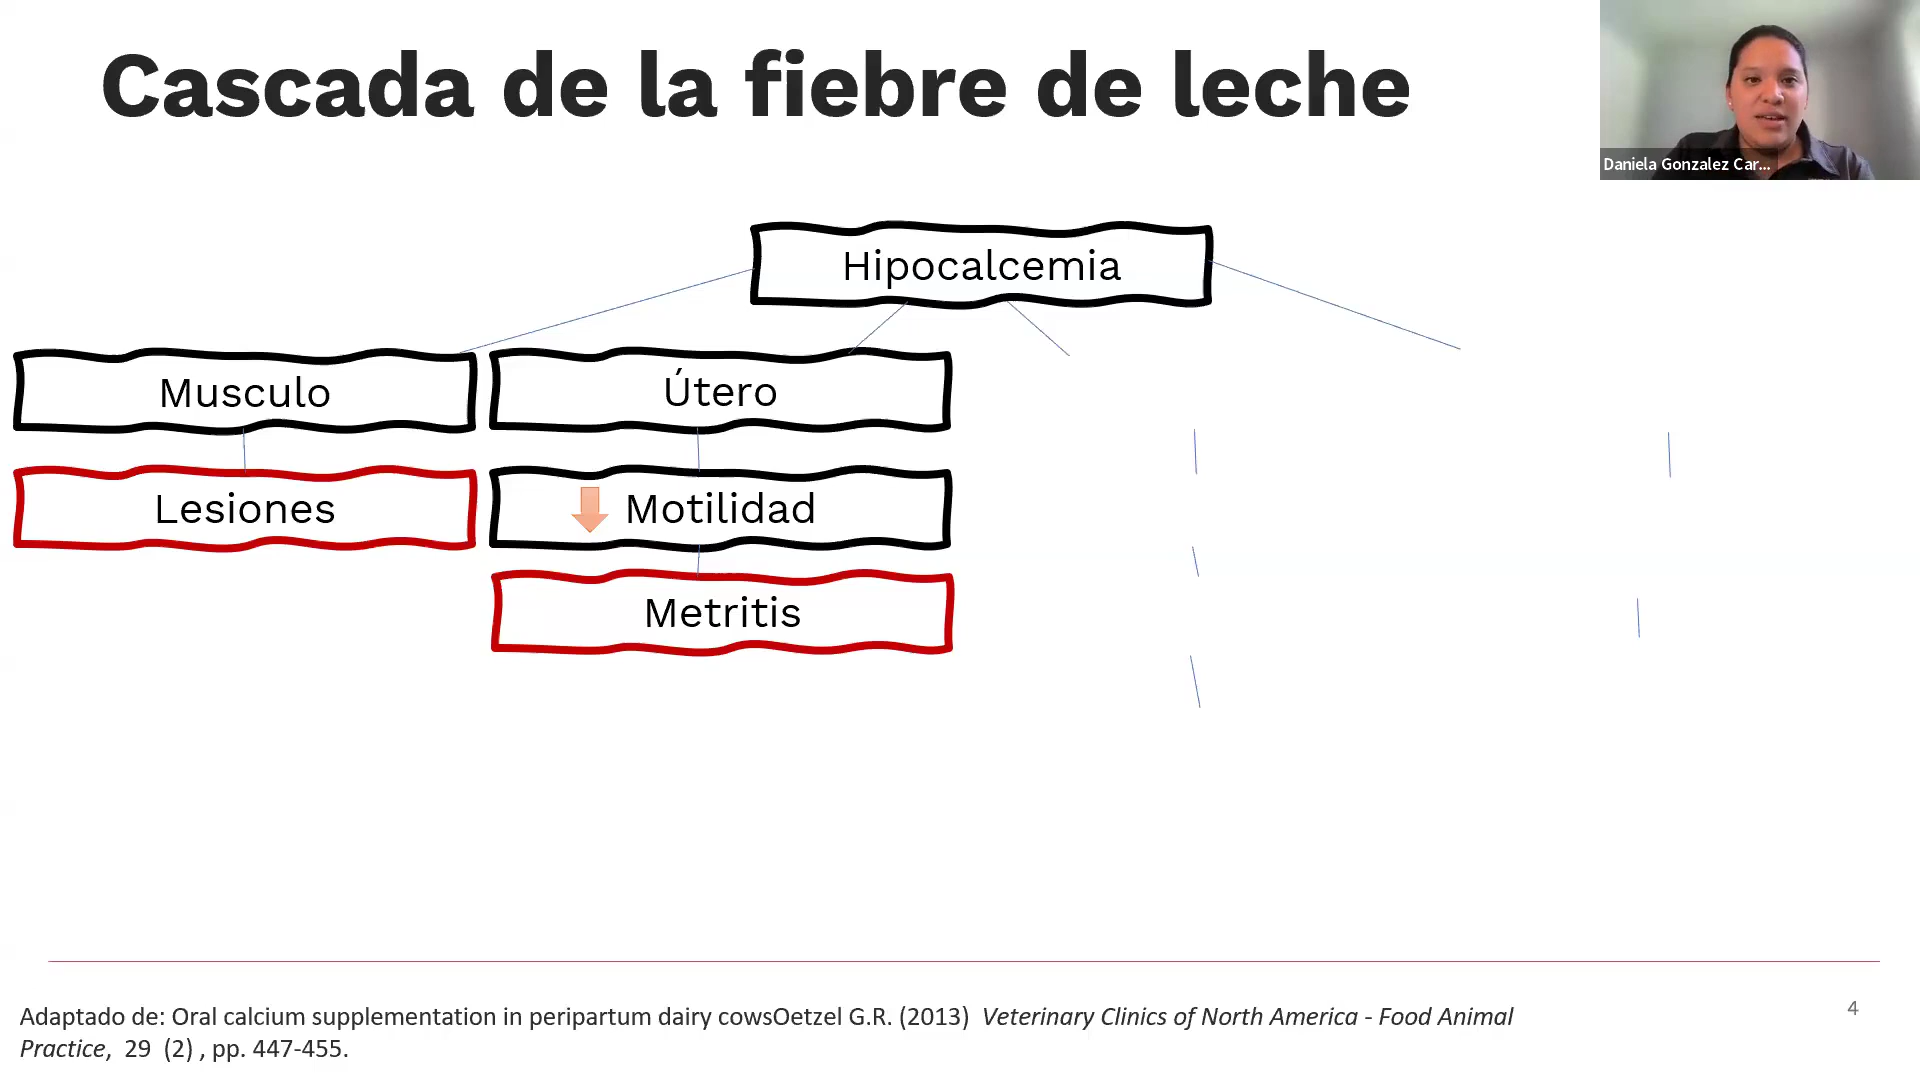 Cascada de la fiebre de leche
Daniela Gonzalez Car...
Hipocalcemia
Musculo
Útero
Lesiones
Motilidad
Metritis
Adaptado de: Oral calcium supplementation in peripartum dairy cowsOetzel G.R. (2013) Veterinary Clinics of North America - Food Animal
Practice, 29 (2) , pp. 447-455.
4